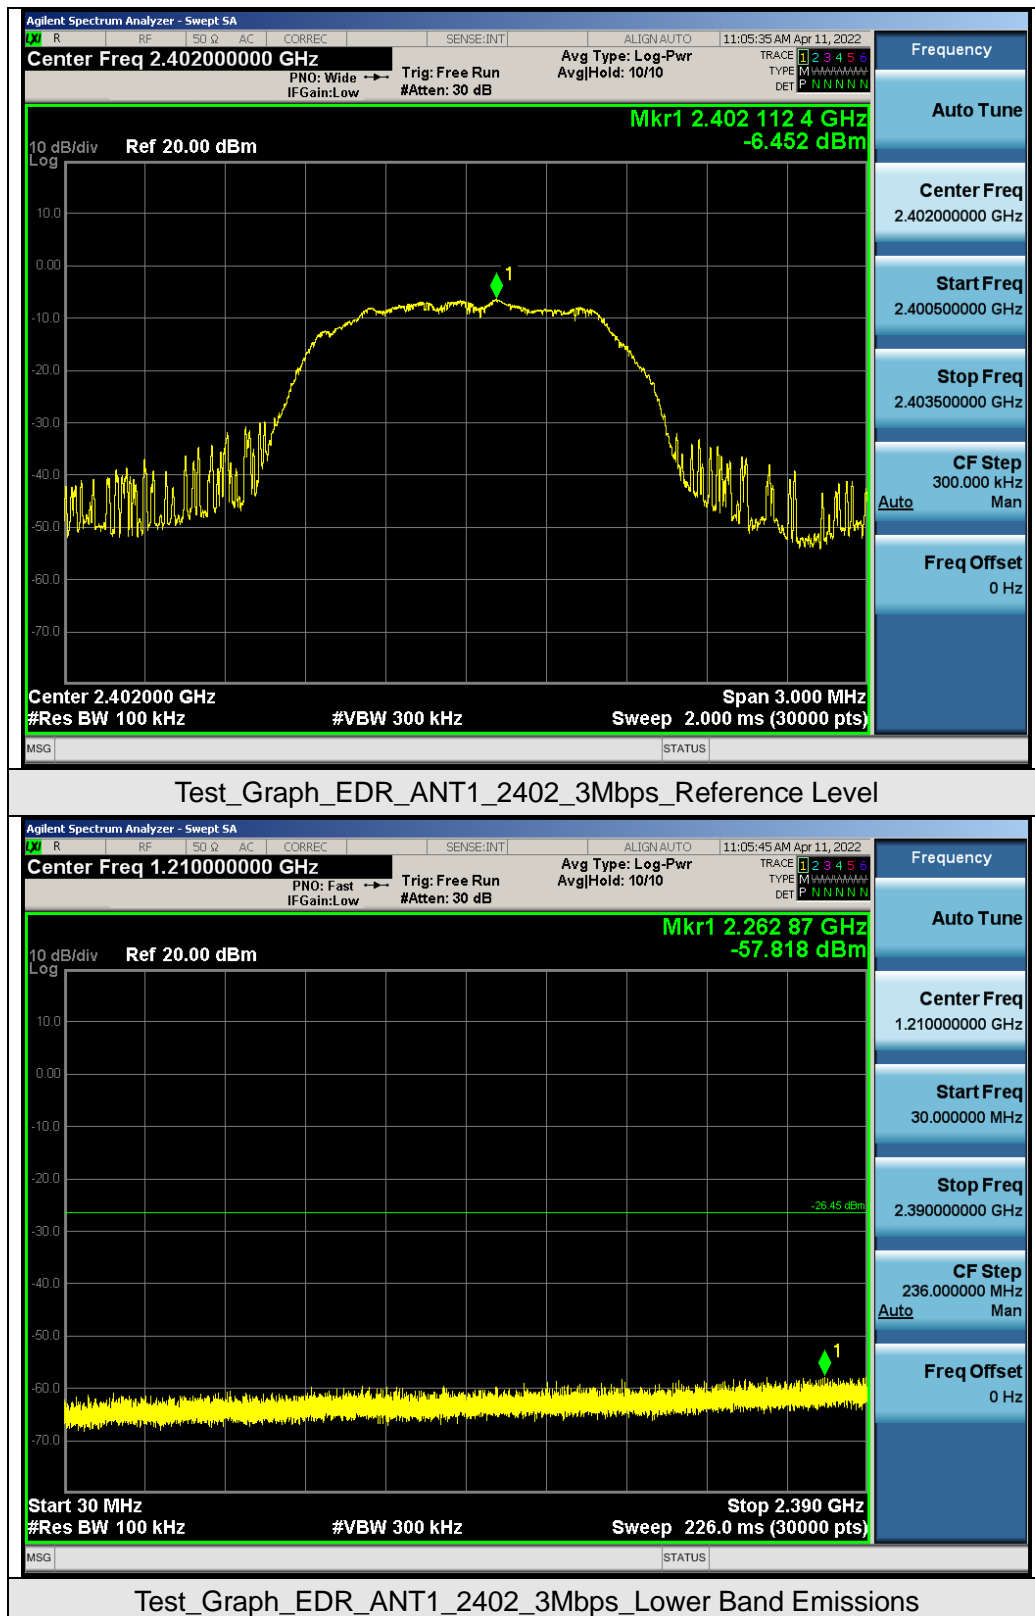 Agilent Spectrum Analyzer - Swept SA
LXI R RF 50 Ω AC CORREC SENSE:INT ALIGN AUTO 11:05:35 AM Apr 11, 2022
Center Freq 2.402000000 GHz
PNO: Wide
IFGain:Low
Trig: Free Run
#Atten: 30 dB
Avg Type: Log-Pwr
Avg|Hold: 10/10
TRACE 1 2 3 4 5 6
TYPE M WWWWW
DET P N N N N N
Mkr1 2.402 112 4 GHz
-6.452 dBm
10 dB/div Ref 20.00 dBm
Log
10.0
0.00
-10.0
-20.0
-30.0
-40.0
-50.0
-60.0
-70.0
1
Center 2.402000 GHz Span 3.000 MHz
#Res BW 100 kHz #VBW 300 kHz Sweep 2.000 ms (30000 pts)
MSG STATUS
Frequency
Auto Tune
Center Freq
2.402000000 GHz
Start Freq
2.400500000 GHz
Stop Freq
2.403500000 GHz
CF Step
300.000 kHz
Auto Man
Freq Offset
0 Hz
Test_Graph_EDR_ANT1_2402_3Mbps_Reference Level
Agilent Spectrum Analyzer - Swept SA
LXI R RF 50 Ω AC CORREC SENSE:INT ALIGN AUTO 11:05:45 AM Apr 11, 2022
Center Freq 1.210000000 GHz
PNO: Fast
IFGain:Low
Trig: Free Run
#Atten: 30 dB
Avg Type: Log-Pwr
Avg|Hold: 10/10
TRACE 1 2 3 4 5 6
TYPE M WWWWW
DET P N N N N N
Mkr1 2.262 87 GHz
-57.818 dBm
10 dB/div Ref 20.00 dBm
Log
10.0
0.00
-10.0
-20.0
-26.45 dBm
-30.0
-40.0
-50.0
-60.0
-70.0
1
Start 30 MHz Stop 2.390 GHz
#Res BW 100 kHz #VBW 300 kHz Sweep 226.0 ms (30000 pts)
MSG STATUS
Frequency
Auto Tune
Center Freq
1.210000000 GHz
Start Freq
30.000000 MHz
Stop Freq
2.390000000 GHz
CF Step
236.000000 MHz
Auto Man
Freq Offset
0 Hz
Test_Graph_EDR_ANT1_2402_3Mbps_Lower Band Emissions